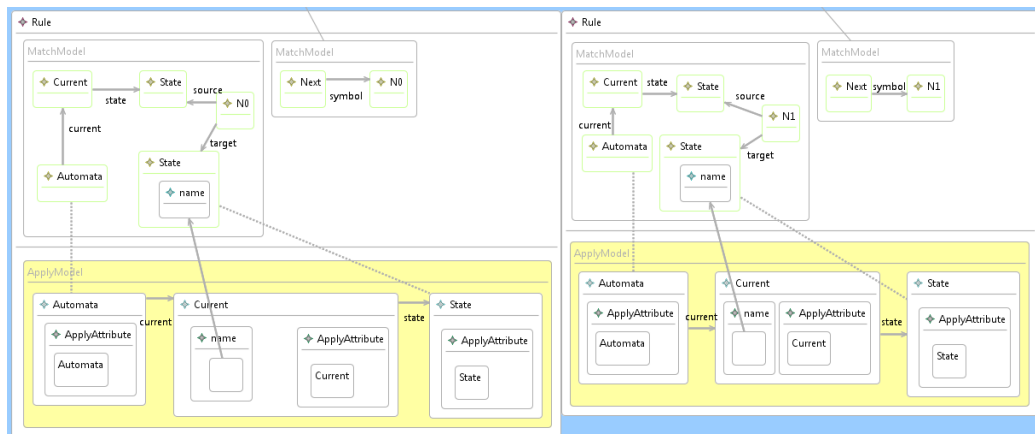 Rule
MatchModel
MatchModel
Current
State
Next
N0
state
source
symbol
N0
current
target
State
Automata
name
ApplyModel
Automata
Current
State
current
state
ApplyAttribute
name
ApplyAttribute
ApplyAttribute
Automata
Current
State
Rule
MatchModel
MatchModel
Current
state
State
Next
symbol
N1
source
N1
current
Automata
State
target
name
ApplyModel
Automata
Current
State
ApplyAttribute
name
ApplyAttribute
ApplyAttribute
current
state
Automata
Current
State